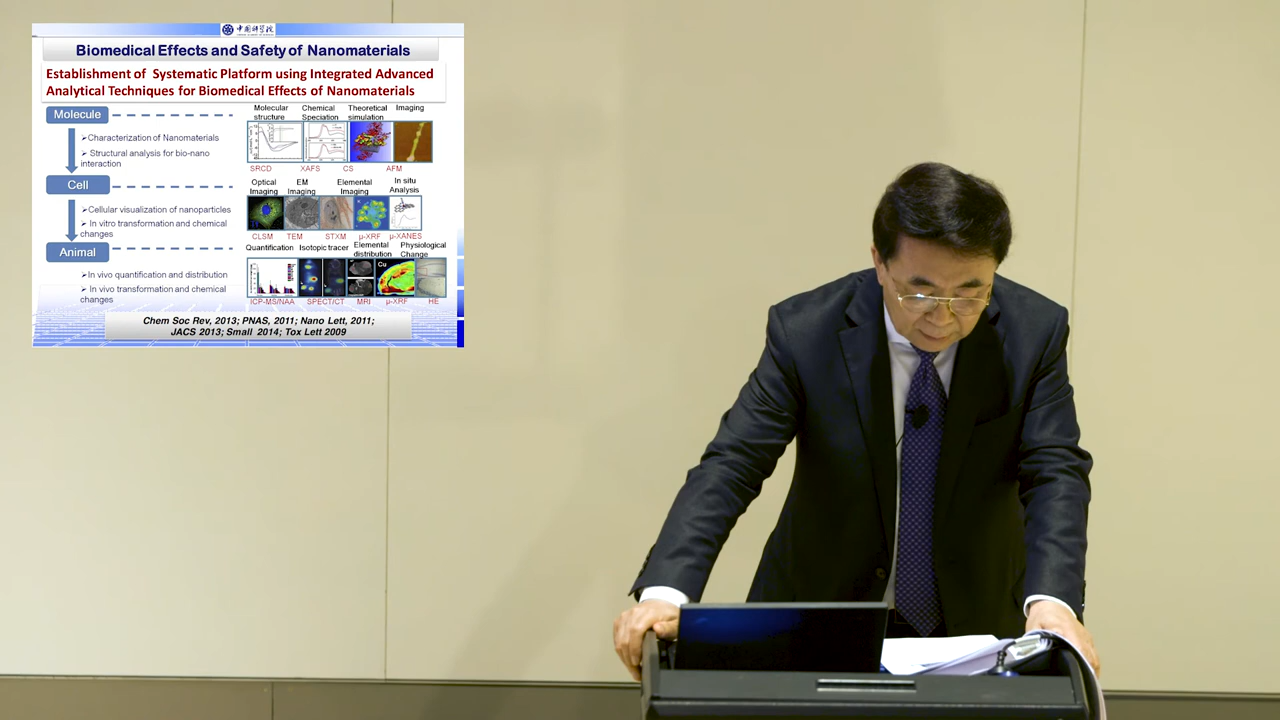 中国科学院
Biomedical Effects and Safety of Nanomaterials
Establishment of Systematic Platform using Integrated Advanced
Analytical Techniques for Biomedical Effects of Nanomaterials
Molecule
➢Characterization of Nanomaterials
➢ Structural analysis for bio-nano
interaction
Molecular
structure
Chemical
Speciation
Theoretical
simulation
Imaging
SRCD XAFS CS AFM
Cell
➢Cellular visualization of nanoparticles
➢ In vitro transformation and chemical
changes
Optical
Imaging
EM
Imaging
Elemental
Imaging
In situ
Analysis
CLSM TEM STXM µ-XRF µ-XANES
Animal
➢In vivo quantification and distribution
➢ In vivo transformation and chemical
changes
Quantification
Isotopic tracer
Elemental
distribution
Physiological
Change
Cu
ICP-MS/NAA SPECT/CT MRI µ-XRF HE
Chem Soc Rev, 2013; PNAS, 2011; Nano Lett, 2011;
JACS 2013; Small 2014; Tox Lett 2009